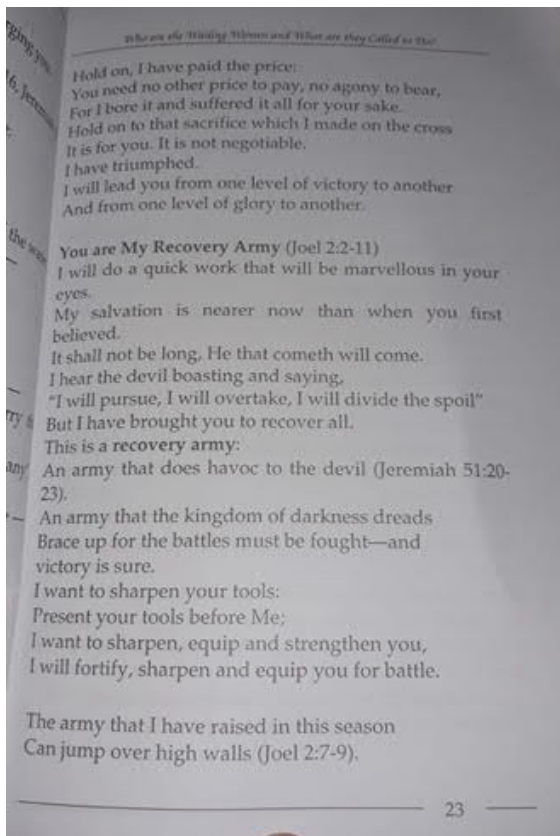 Who are the Wailing Women and What are they Called to Do?
Hold on, I have paid the price:
You need no other price to pay, no agony to bear,
For I bore it and suffered it all for your sake.
Hold on to that sacrifice which I made on the cross
It is for you. It is not negotiable.
I have triumphed.
I will lead you from one level of victory to another
And from one level of glory to another.
You are My Recovery Army (Joel 2:2-11)
I will do a quick work that will be marvellous in your
eyes.
My salvation is nearer now than when you first
believed.
It shall not be long, He that cometh will come.
I hear the devil boasting and saying,
“I will pursue, I will overtake, I will divide the spoil”
But I have brought you to recover all.
This is a recovery army:
An army that does havoc to the devil (Jeremiah 51:20-
23).
An army that the kingdom of darkness dreads
Brace up for the battles must be fought—and
victory is sure.
I want to sharpen your tools:
Present your tools before Me;
I want to sharpen, equip and strengthen you,
I will fortify, sharpen and equip you for battle.
The army that I have raised in this season
Can jump over high walls (Joel 2:7-9).
23